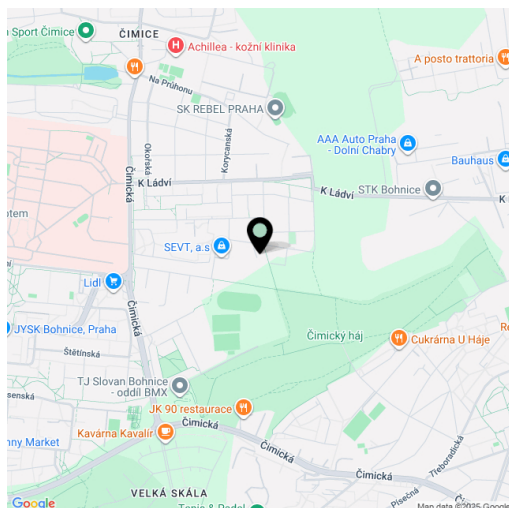 Sport Čimice
ČIMICE
Achillea - kožní klinika
A posto trattoria
Na Průhonu
SK REBEL PRAHA
AAA Auto Praha
- Dolní Chabry
Bauhaus
Okořská
Korycanská
Čimická
K Ládví
K Ládví
STK Bohnice
K
SEVT, a.s
Lidl
Čimická
JYSK Bohnice, Praha
Čimický háj
Cukrárna U Háje
Štětínská
TJ Slovan Bohnice
- oddíl BMX
JK 90 restaurace
Čimická
Kavárna Kavalír
Čimická
Čimická
Třeboradická
Písečná
VELKÁ SKÁLA
Google
Map data ©2025 Google